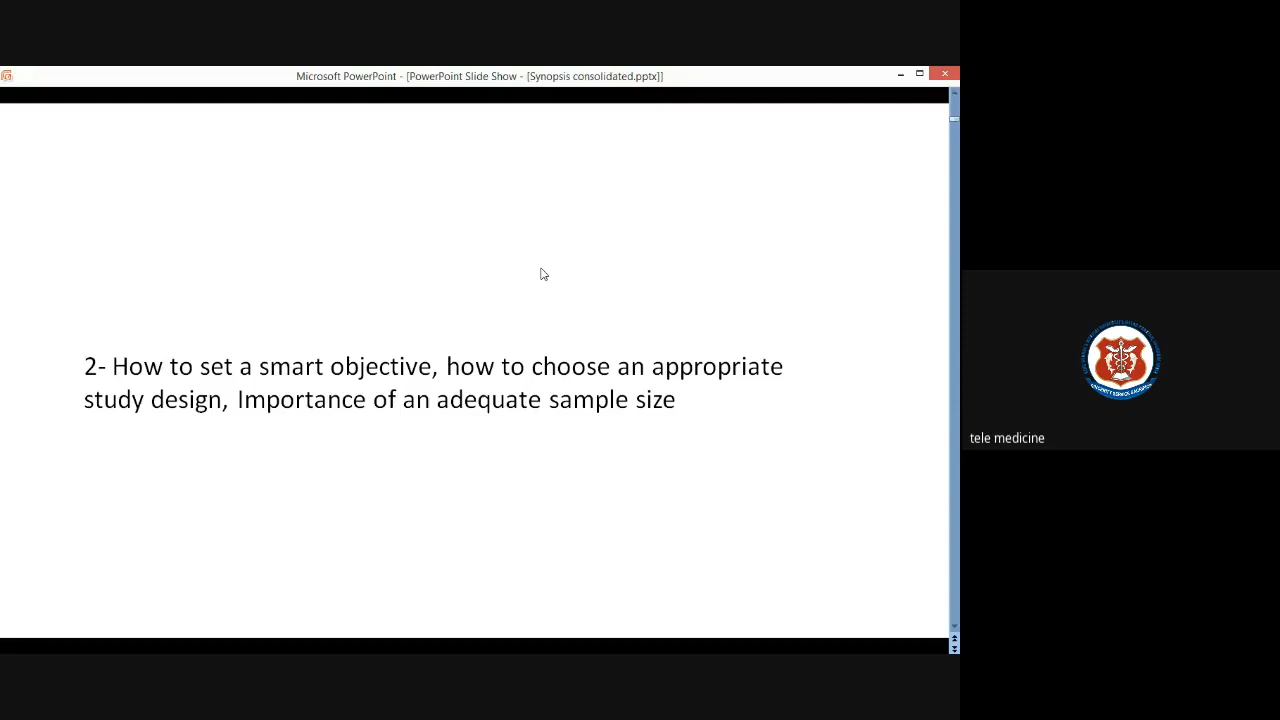 Microsoft PowerPoint - [PowerPoint Slide Show - [Synopsis consolidated.pptx]]
2- How to set a smart objective, how to choose an appropriate
study design, Importance of an adequate sample size
tele medicine